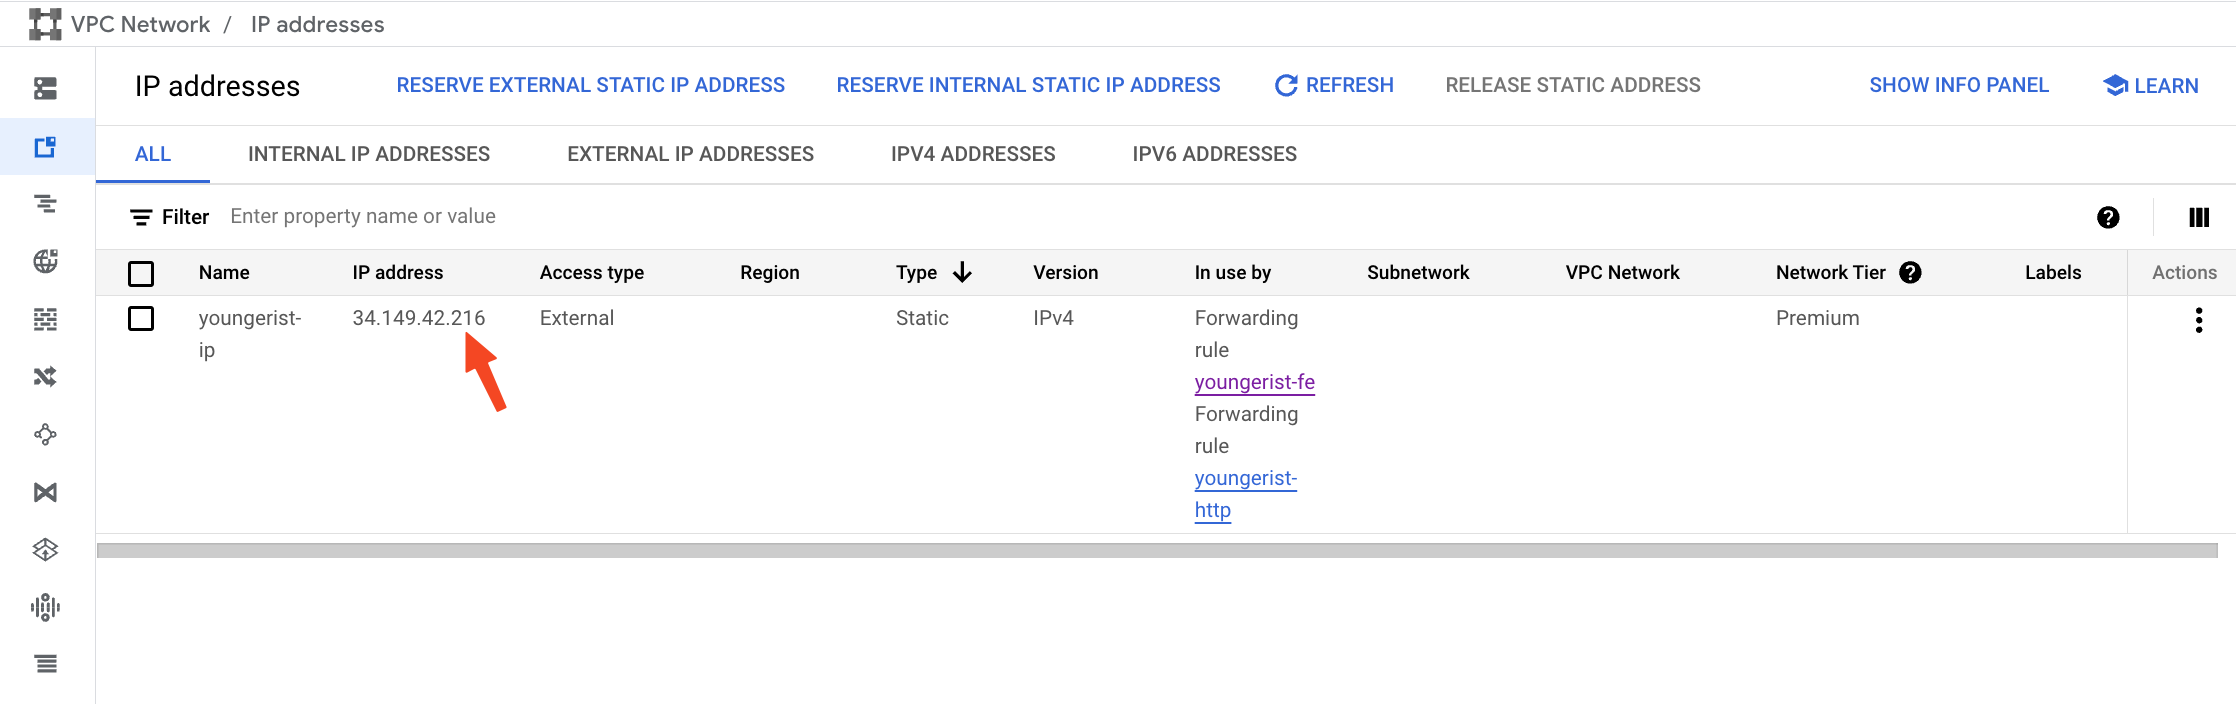 VPC Network / IP addresses
IP addresses RESERVE EXTERNAL STATIC IP ADDRESS RESERVE INTERNAL STATIC IP ADDRESS REFRESH RELEASE STATIC ADDRESS SHOW INFO PANEL LEARN
ALL INTERNAL IP ADDRESSES EXTERNAL IP ADDRESSES IPV4 ADDRESSES IPV6 ADDRESSES
Filter Enter property name or value ?
Name IP address Access type Region Type Version In use by Subnetwork VPC Network Network Tier ? Labels Actions
youngerist- 34.149.42.216 External Static IPv4 Forwarding Premium
ip rule
youngerist-fe
Forwarding
rule
youngerist-
http